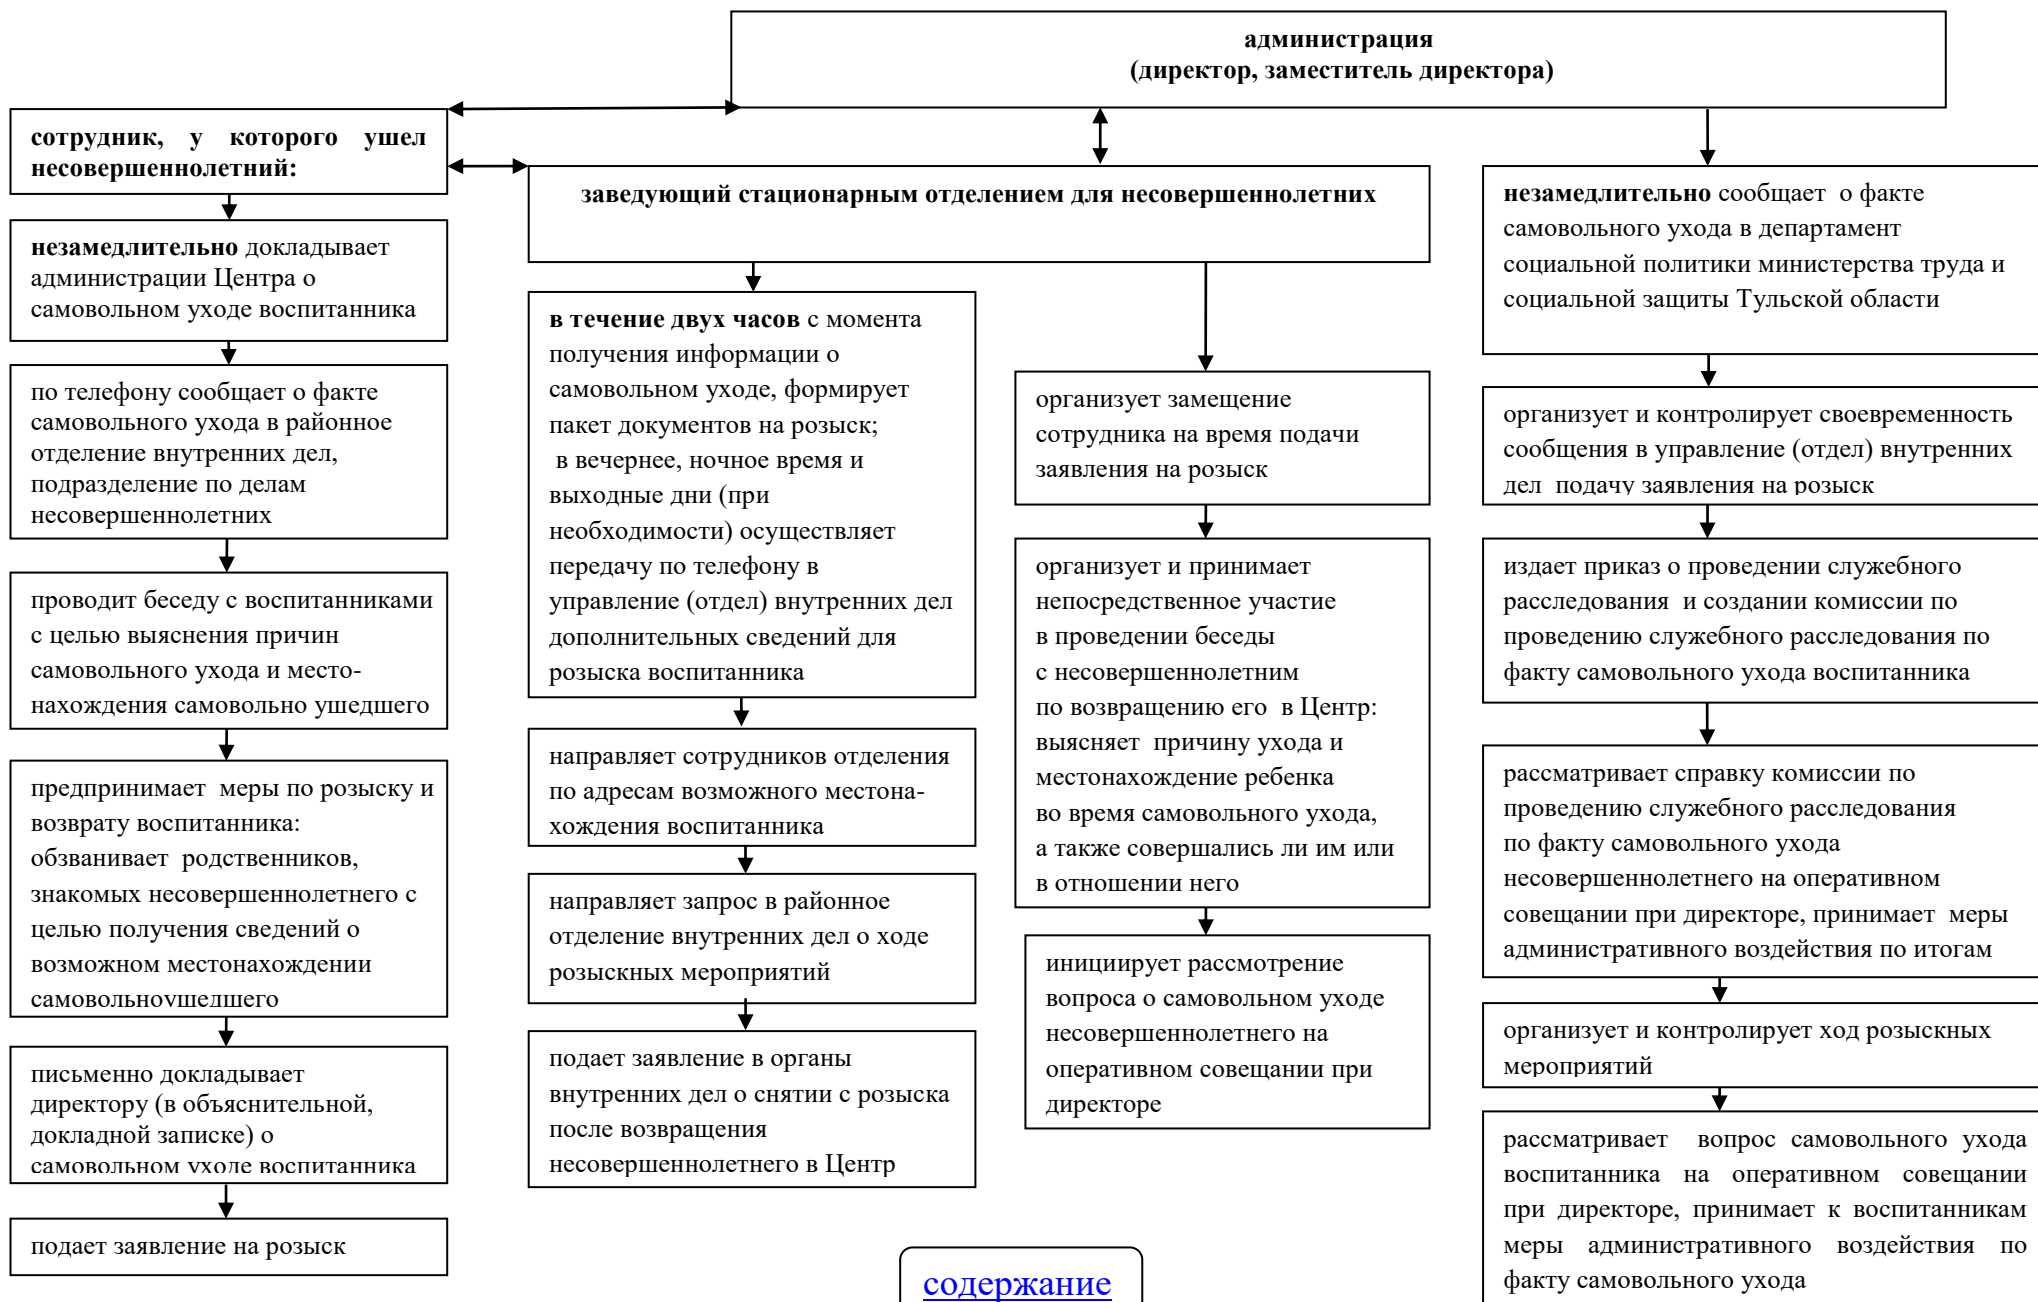 администрация
(директор, заместитель директора)
сотрудник, у которого ушел
несовершеннолетний:
незамедлительно докладывает
администрации Центра о
самовольном уходе воспитанника
по телефону сообщает о факте
самовольного ухода в районное
отделение внутренних дел,
подразделение по делам
несовершеннолетних
проводит беседу с воспитанниками
с целью выяснения причин
самовольного ухода и место-
нахождения самовольно ушедшего
предпринимает меры по розыску и
возврату воспитанника:
обзванивает родственников,
знакомых несовершеннолетнего с
целью получения сведений о
возможном местонахождении
самовольноушедшего
письменно докладывает
директору (в объяснительной,
докладной записке) о
самовольном уходе воспитанника
подает заявление на розыск
заведующий стационарным отделением для несовершеннолетних
в течение двух часов с момента
получения информации о
самовольном уходе, формирует
пакет документов на розыск;
в вечернее, ночное время и
выходные дни (при
необходимости) осуществляет
передачу по телефону в
управление (отдел) внутренних дел
дополнительных сведений для
розыска воспитанника
направляет сотрудников отделения
по адресам возможного местона-
хождения воспитанника
направляет запрос в районное
отделение внутренних дел о ходе
розыскных мероприятий
подает заявление в органы
внутренних дел о снятии с розыска
после возвращения
несовершеннолетнего в Центр
организует замещение
сотрудника на время подачи
заявления на розыск
организует и принимает
непосредственное участие
в проведении беседы
с несовершеннолетним
по возвращению его в Центр:
выясняет причину ухода и
местонахождение ребенка
во время самовольного ухода,
а также совершались ли им или
в отношении него
инициирует рассмотрение
вопроса о самовольном уходе
несовершеннолетнего на
оперативном совещании при
директоре
незамедлительно сообщает о факте
самовольного ухода в департамент
социальной политики министерства труда и
социальной защиты Тульской области
организует и контролирует своевременность
сообщения в управление (отдел) внутренних
дел подачу заявления на розыск
издает приказ о проведении служебного
расследования и создании комиссии по
проведению служебного расследования по
факту самовольного ухода воспитанника
рассматривает справку комиссии по
проведению служебного расследования
по факту самовольного ухода
несовершеннолетнего на оперативном
совещании при директоре, принимает меры
административного воздействия по итогам
организует и контролирует ход розыскных
мероприятий
рассматривает вопрос самовольного ухода
воспитанника на оперативном совещании
при директоре, принимает к воспитанникам
меры административного воздействия по
факту самовольного ухода
содержание